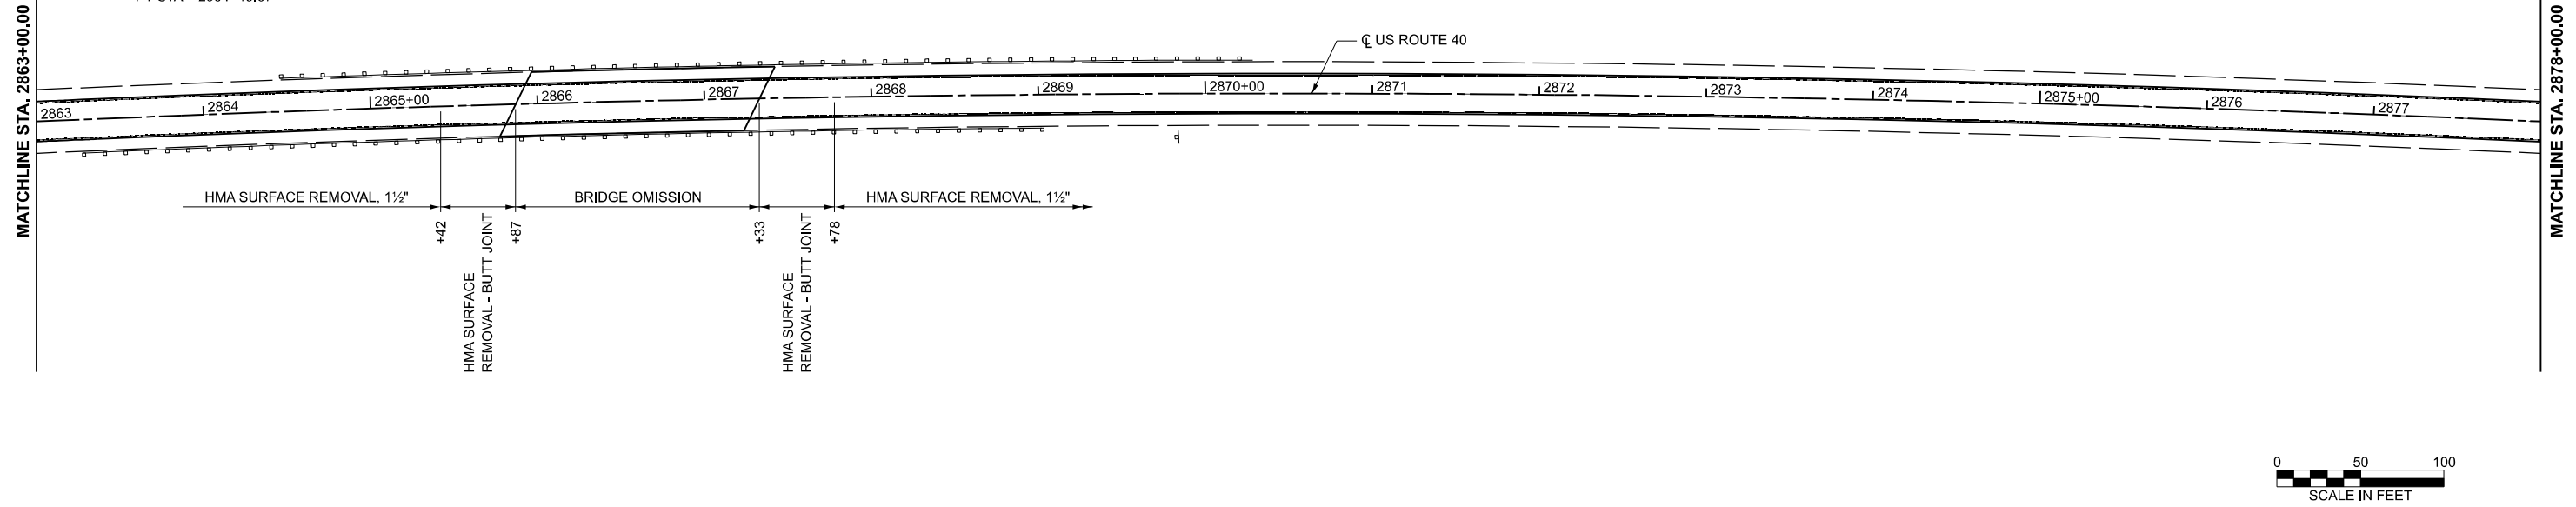 MATCHLINE STA. 2863+00.00
MATCHLINE STA. 2878+00.00
℄ US ROUTE 40
2863
2864
2865+00
2866
2867
2868
2869
2870+00
2871
2872
2873
2874
2875+00
2876
2877
HMA SURFACE REMOVAL, 1½"
BRIDGE OMISSION
HMA SURFACE REMOVAL, 1½"
+42
+87
+33
+78
HMA SURFACE
REMOVAL - BUTT JOINT
HMA SURFACE
REMOVAL - BUTT JOINT
0 50 100
SCALE IN FEET